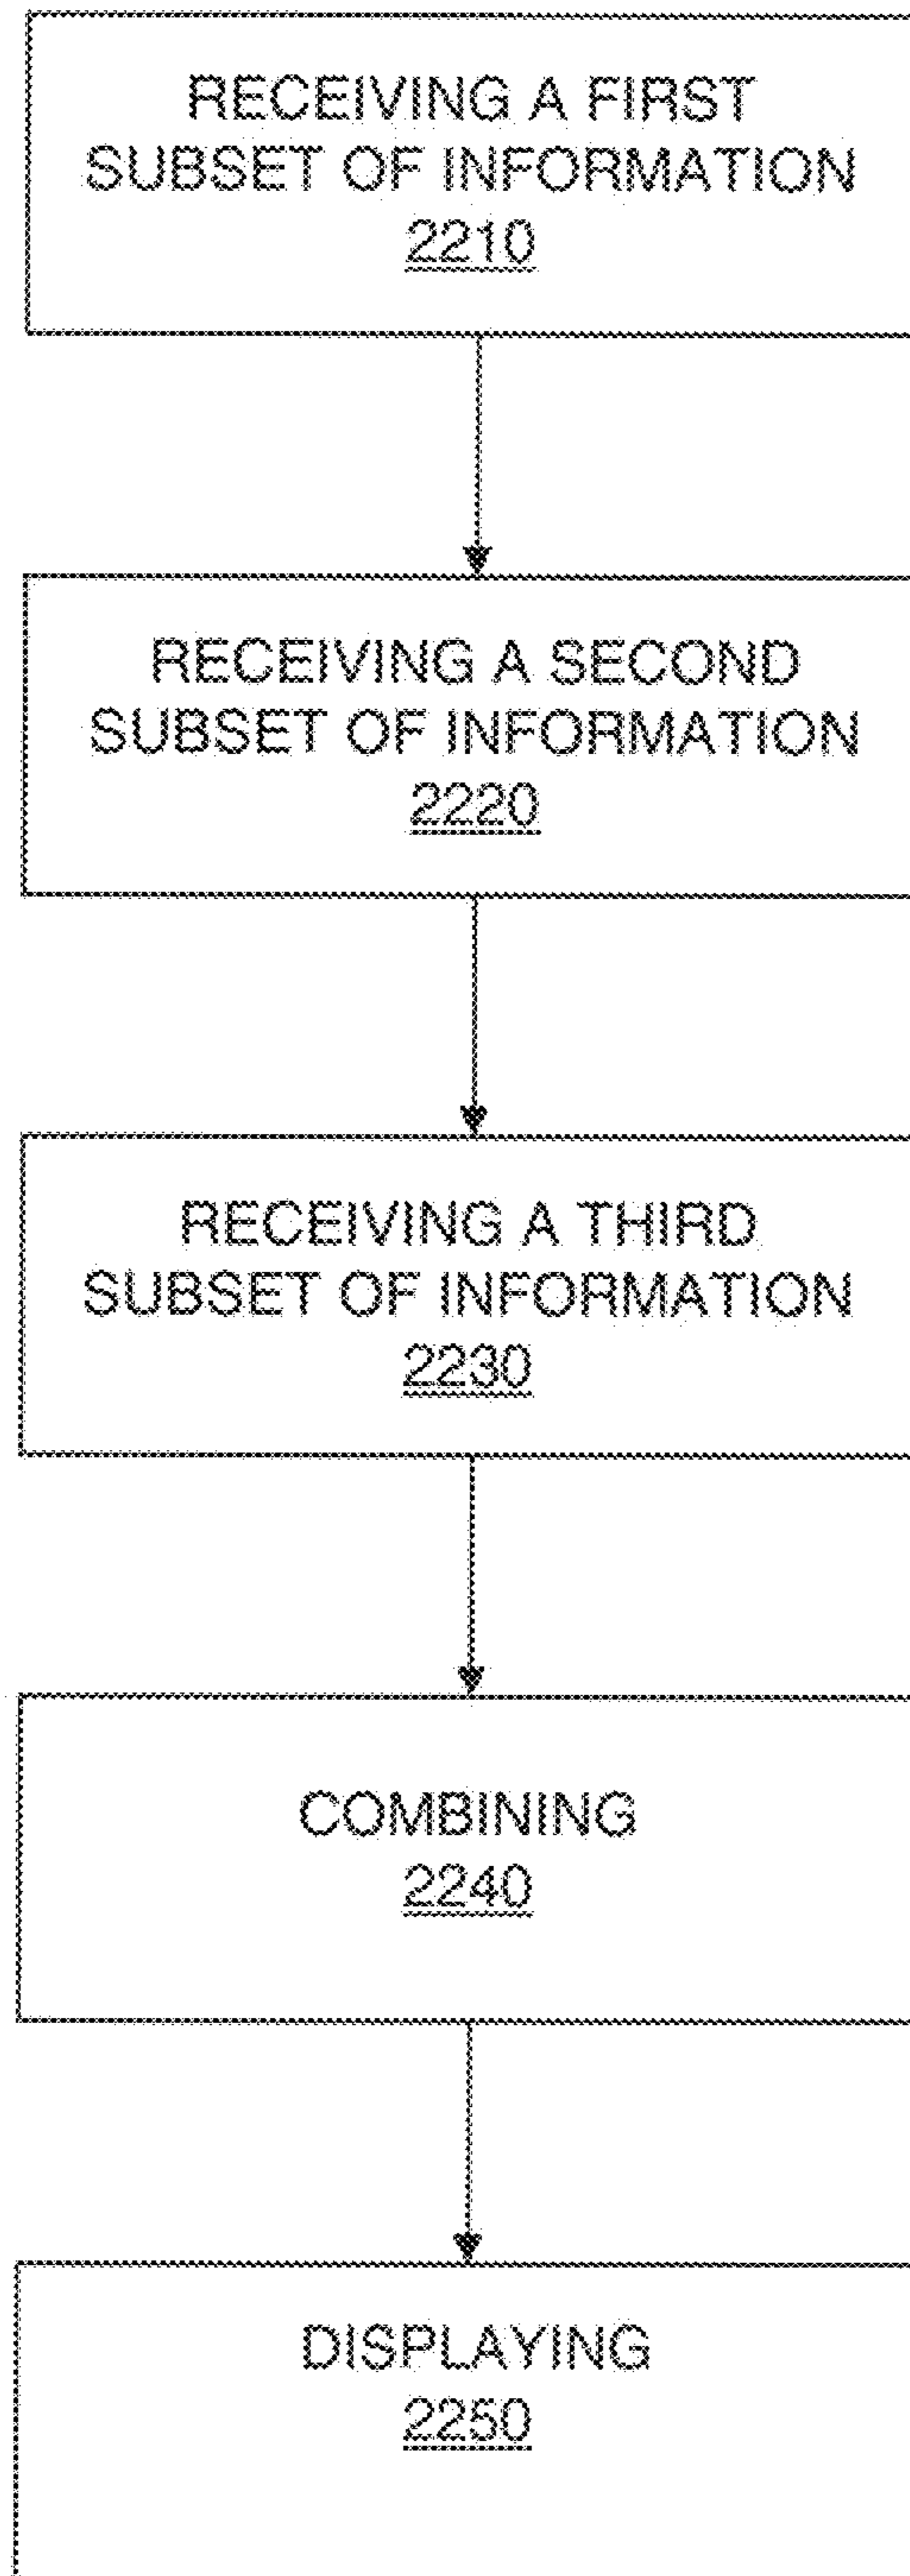 RECEIVING A FIRST
SUBSET OF INFORMATION
2210
RECEIVING A SECOND
SUBSET OF INFORMATION
2220
RECEIVING A THIRD
SUBSET OF INFORMATION
2230
COMBINING
2240
DISPLAYING
2250